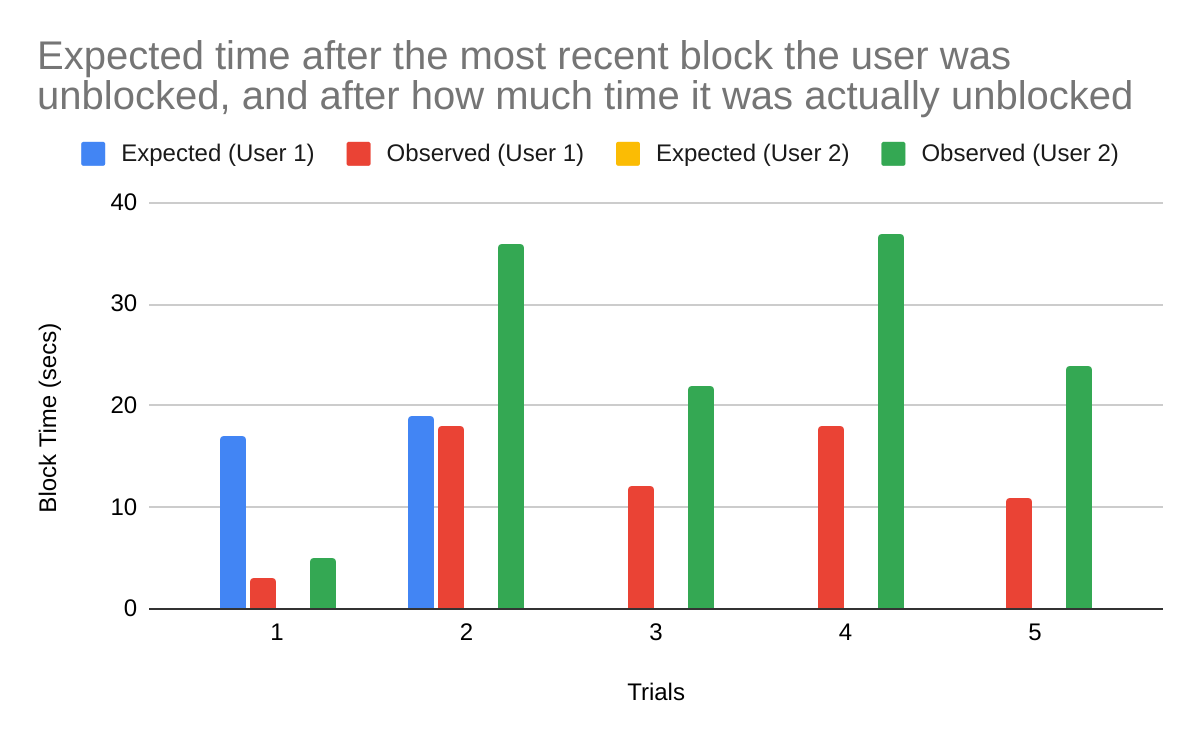 Expected time after the most recent block the user was
unblocked, and after how much time it was actually unblocked
Expected (User 1) Observed (User 1) Expected (User 2) Observed (User 2)
40
30
20
10
0
Block Time (secs)
1 2 3 4 5
Trials